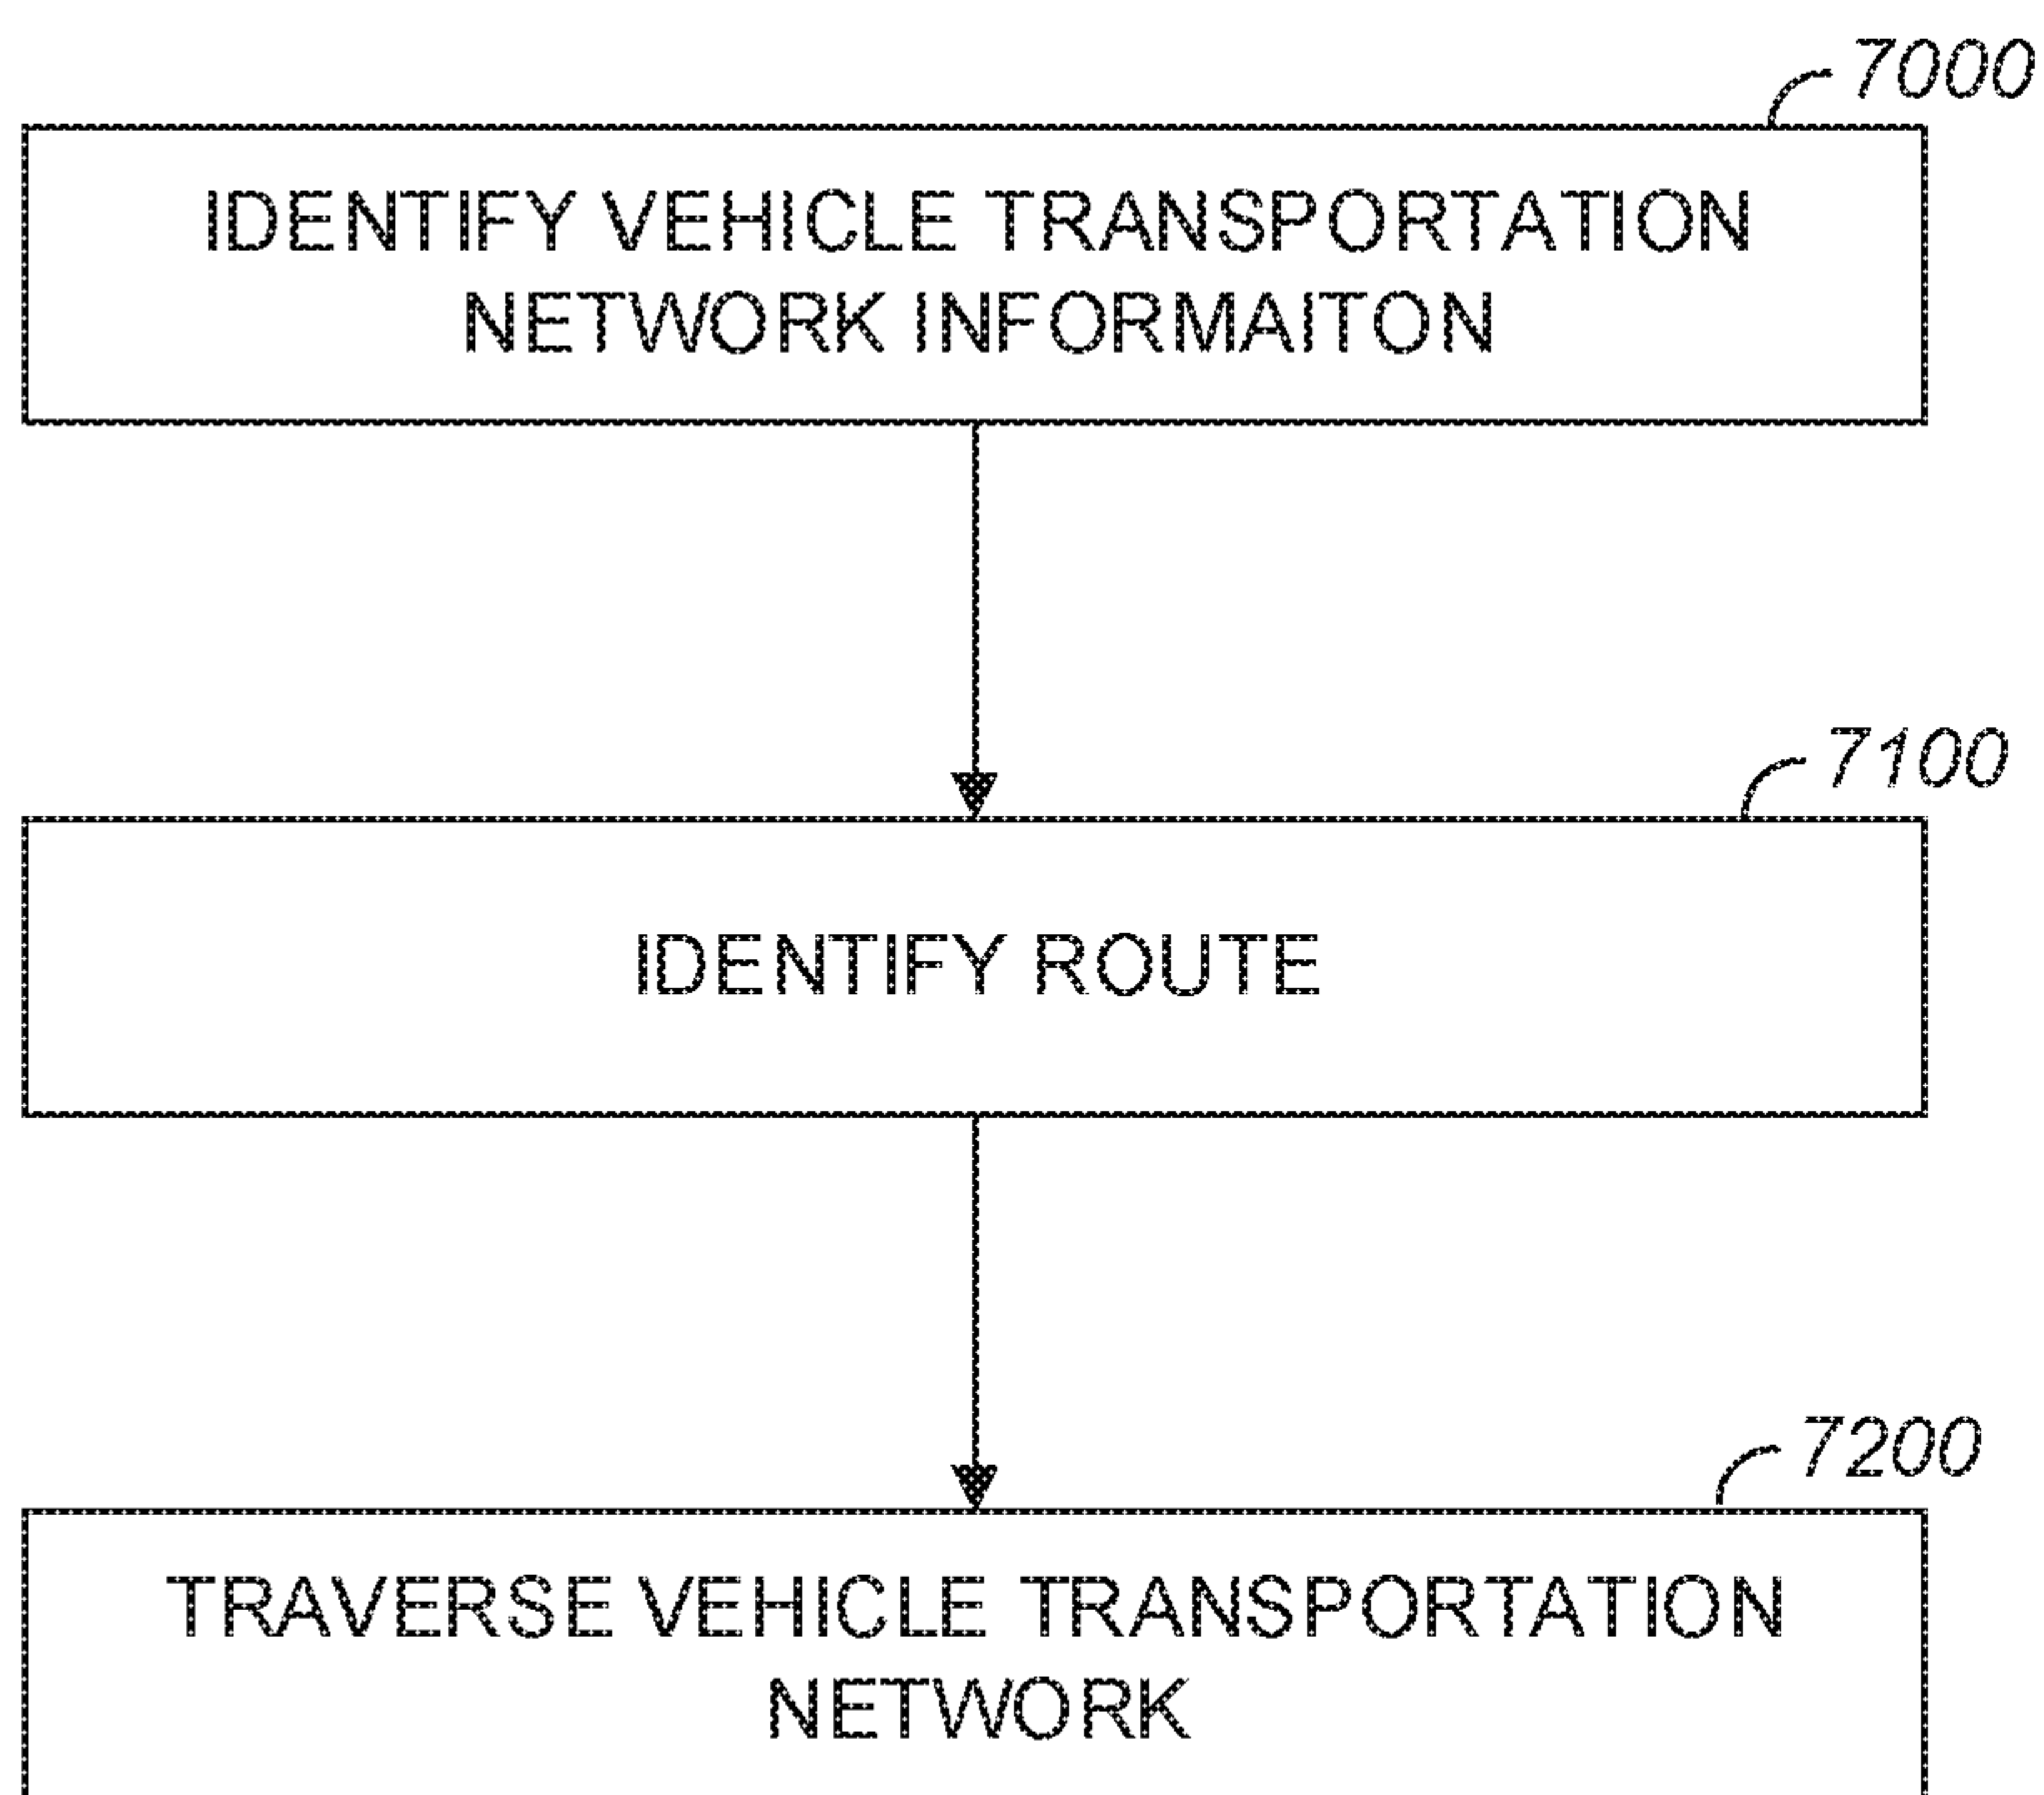 7000
IDENTIFY VEHICLE TRANSPORTATION
NETWORK INFORMAITON
7100
IDENTIFY ROUTE
7200
TRAVERSE VEHICLE TRANSPORTATION
NETWORK